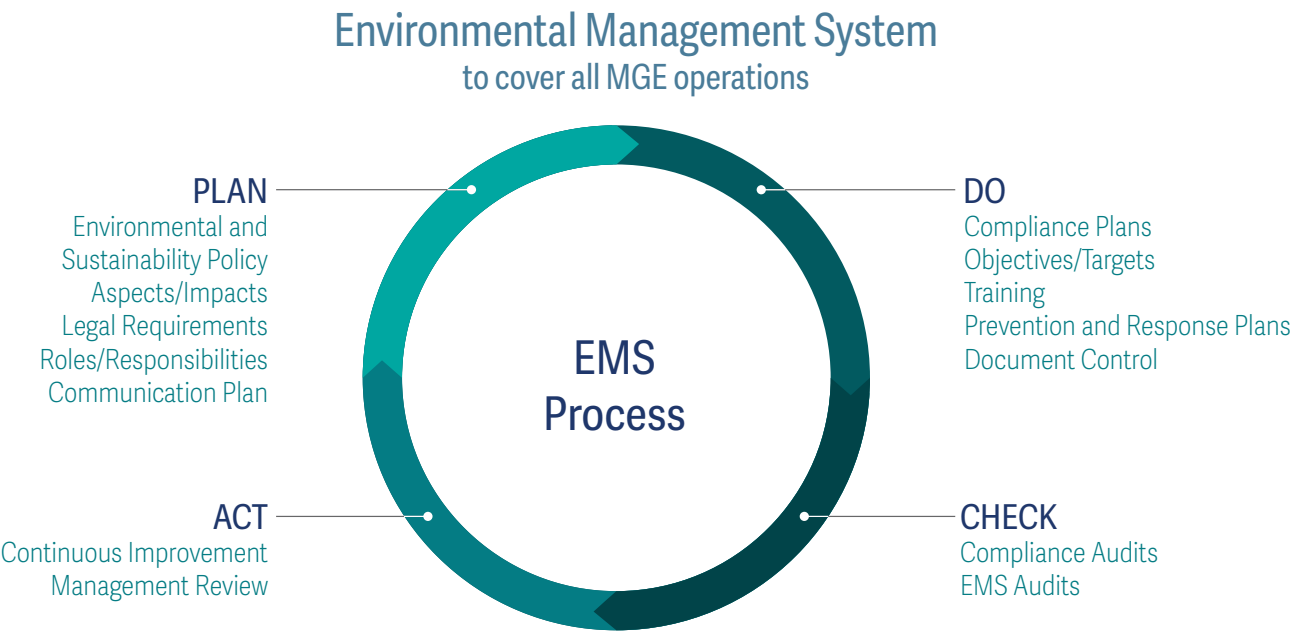 Environmental Management System
to cover all MGE operations
PLAN
Environmental and
Sustainability Policy
Aspects/Impacts
Legal Requirements
Roles/Responsibilities
Communication Plan
DO
Compliance Plans
Objectives/Targets
Training
Prevention and Response Plans
Document Control
EMS
Process
ACT
Continuous Improvement
Management Review
CHECK
Compliance Audits
EMS Audits